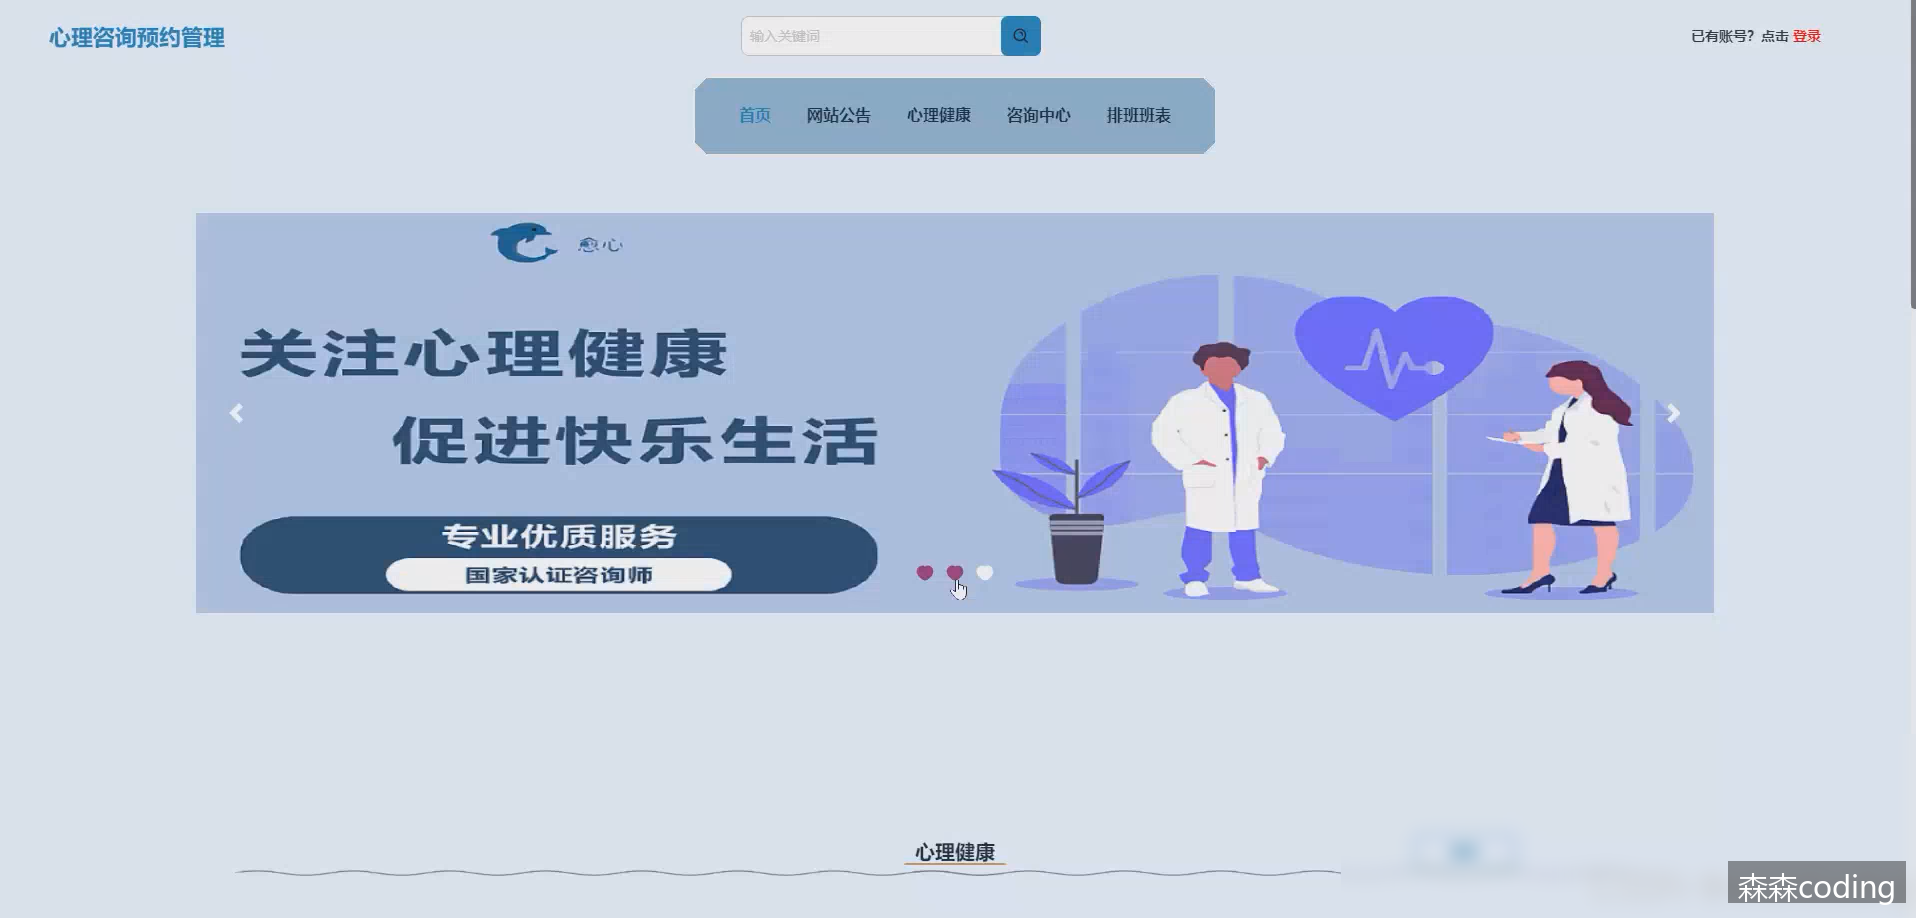 心理咨询预约管理
输入关键词
已有账号？点击 登录
首页 网站公告 心理健康 咨询中心 排班班表
愈心
关注心理健康
促进快乐生活
专业优质服务
国家认证咨询师
心理健康
森森coding